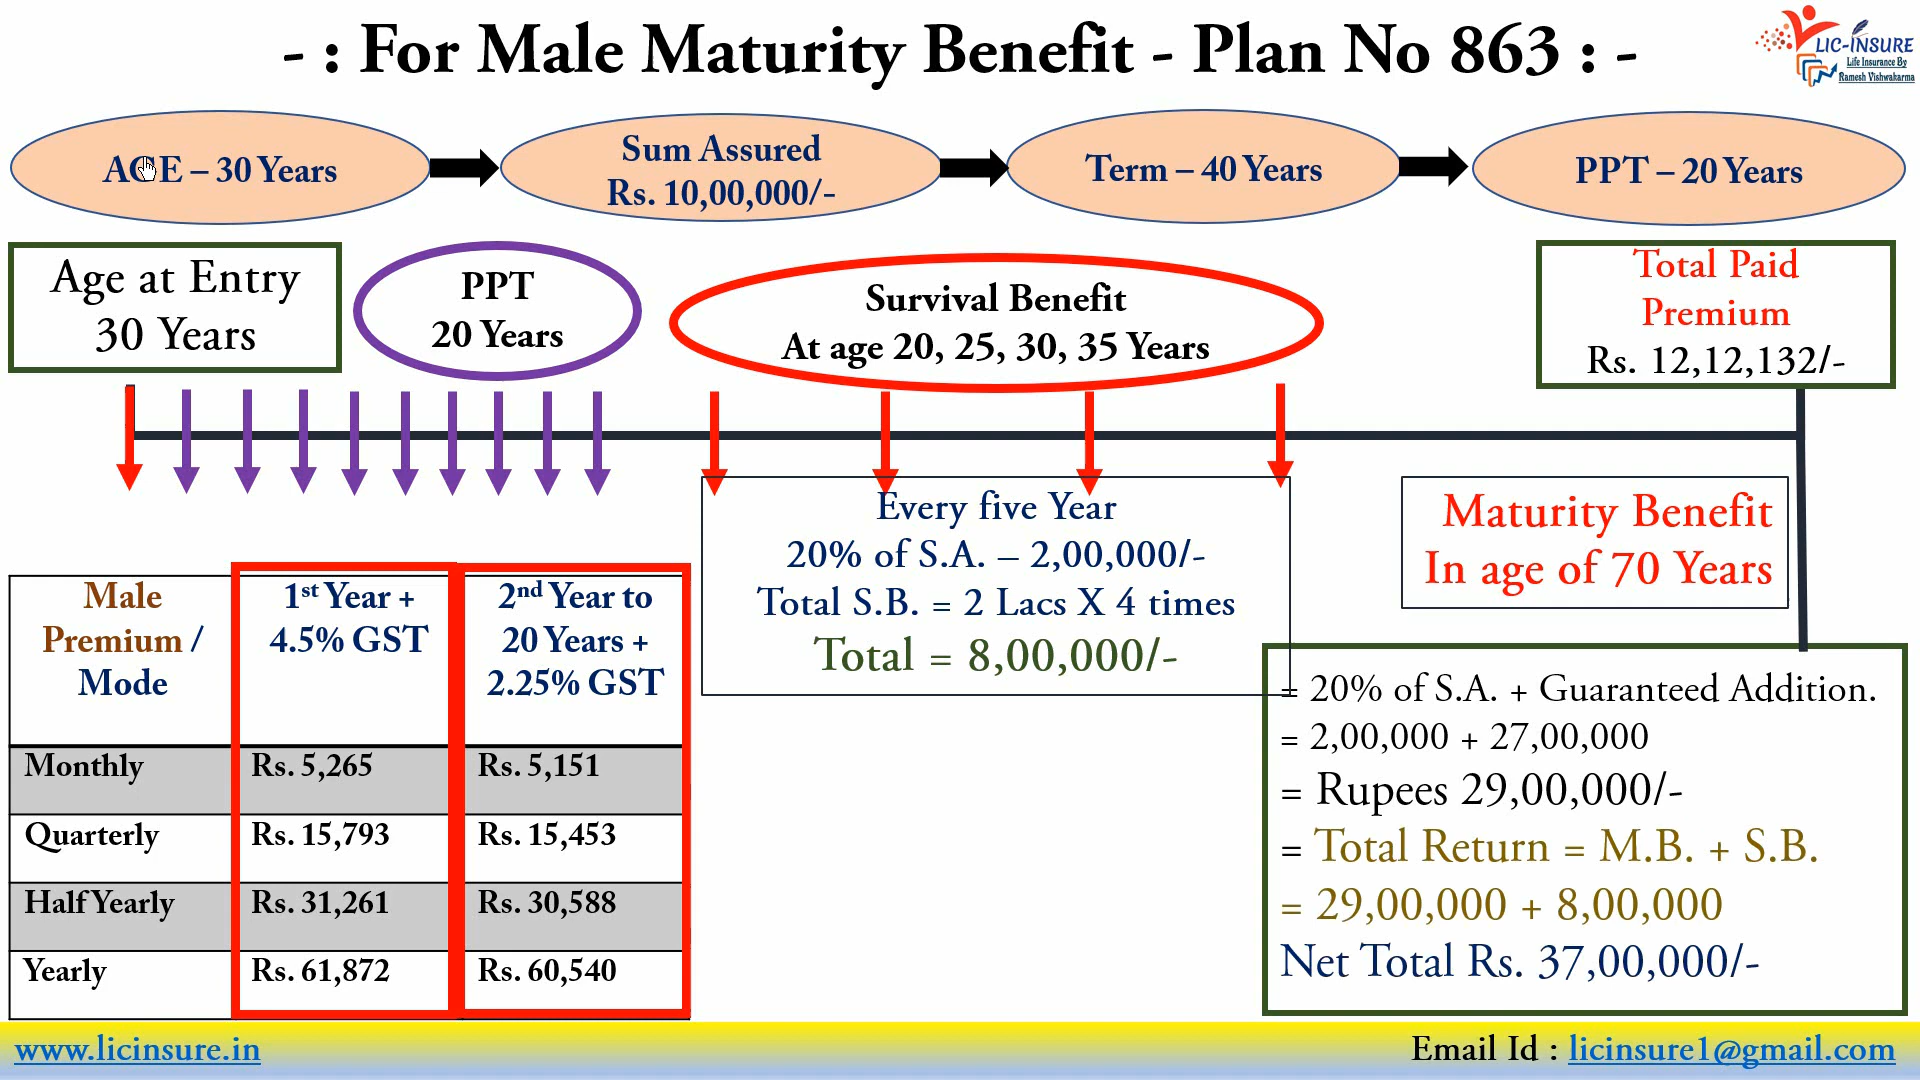 - : For Male Maturity Benefit - Plan No 863 : -
LIC-INSURE
Life Insurance By
Ramesh Vishwakarma
AGE – 30 Years
Sum Assured
Rs. 10,00,000/-
Term – 40 Years
PPT – 20 Years
Age at Entry
30 Years
PPT
20 Years
Survival Benefit
At age 20, 25, 30, 35 Years
Total Paid
Premium
Rs. 12,12,132/-
Every five Year
20% of S.A. – 2,00,000/-
Total S.B. = 2 Lacs X 4 times
Total = 8,00,000/-
Maturity Benefit
In age of 70 Years
Male
Premium /
Mode
1st Year +
4.5% GST
2nd Year to
20 Years +
2.25% GST
Monthly Rs. 5,265 Rs. 5,151
Quarterly Rs. 15,793 Rs. 15,453
Half Yearly Rs. 31,261 Rs. 30,588
Yearly Rs. 61,872 Rs. 60,540
= 20% of S.A. + Guaranteed Addition.
= 2,00,000 + 27,00,000
= Rupees 29,00,000/-
= Total Return = M.B. + S.B.
= 29,00,000 + 8,00,000
Net Total Rs. 37,00,000/-
www.licinsure.in
Email Id : licinsure1@gmail.com